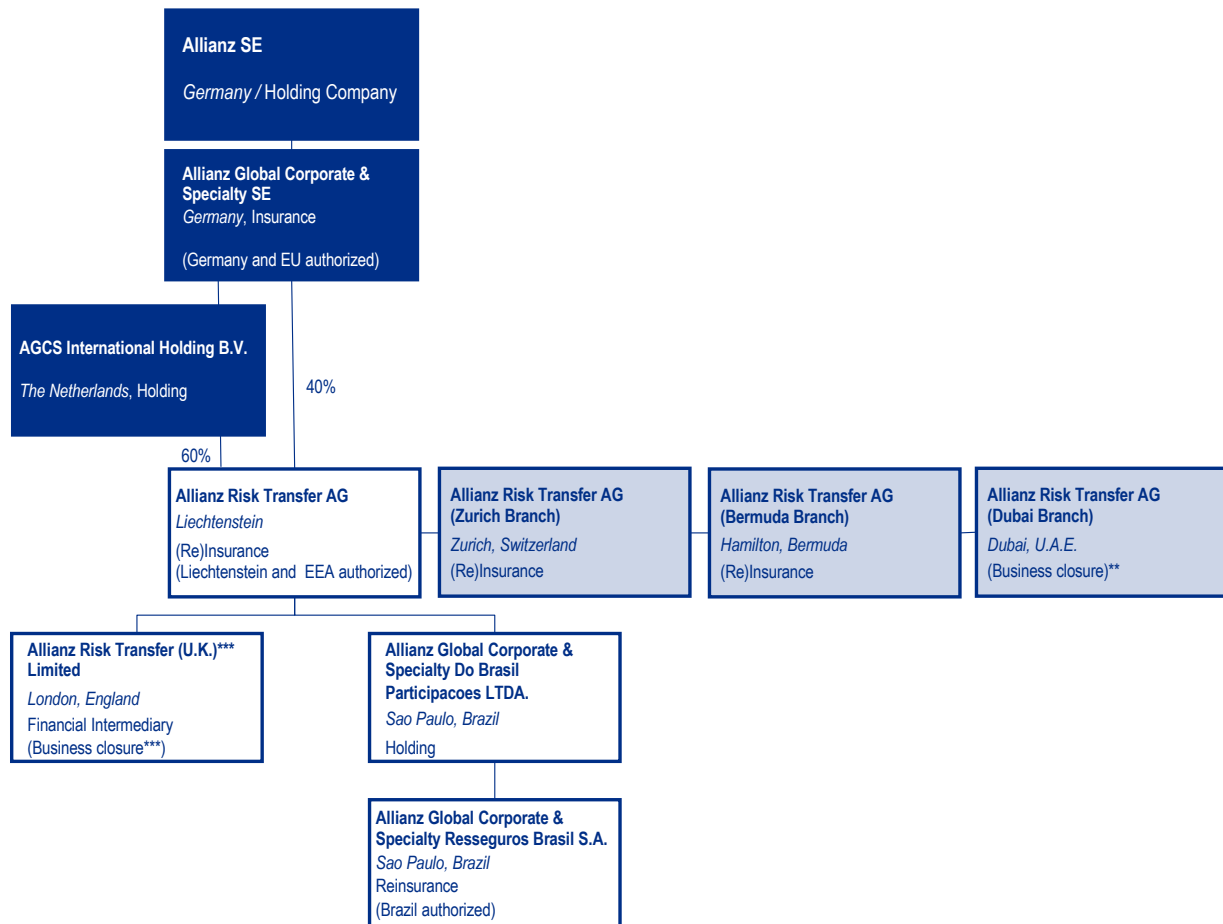 Allianz SE
Germany / Holding Company
Allianz Global Corporate &
Specialty SE
Germany, Insurance
(Germany and EU authorized)
AGCS International Holding B.V.
The Netherlands, Holding
40%
60%
Allianz Risk Transfer AG
Liechtenstein
(Re)Insurance
(Liechtenstein and EEA authorized)
Allianz Risk Transfer AG
(Zurich Branch)
Zurich, Switzerland
(Re)Insurance
Allianz Risk Transfer AG
(Bermuda Branch)
Hamilton, Bermuda
(Re)Insurance
Allianz Risk Transfer AG
(Dubai Branch)
Dubai, U.A.E.
(Business closure)**
Allianz Risk Transfer (U.K.)***
Limited
London, England
Financial Intermediary
(Business closure***)
Allianz Global Corporate &
Specialty Do Brasil
Participacoes LTDA.
Sao Paulo, Brazil
Holding
Allianz Global Corporate &
Specialty Resseguros Brasil S.A.
Sao Paulo, Brazil
Reinsurance
(Brazil authorized)